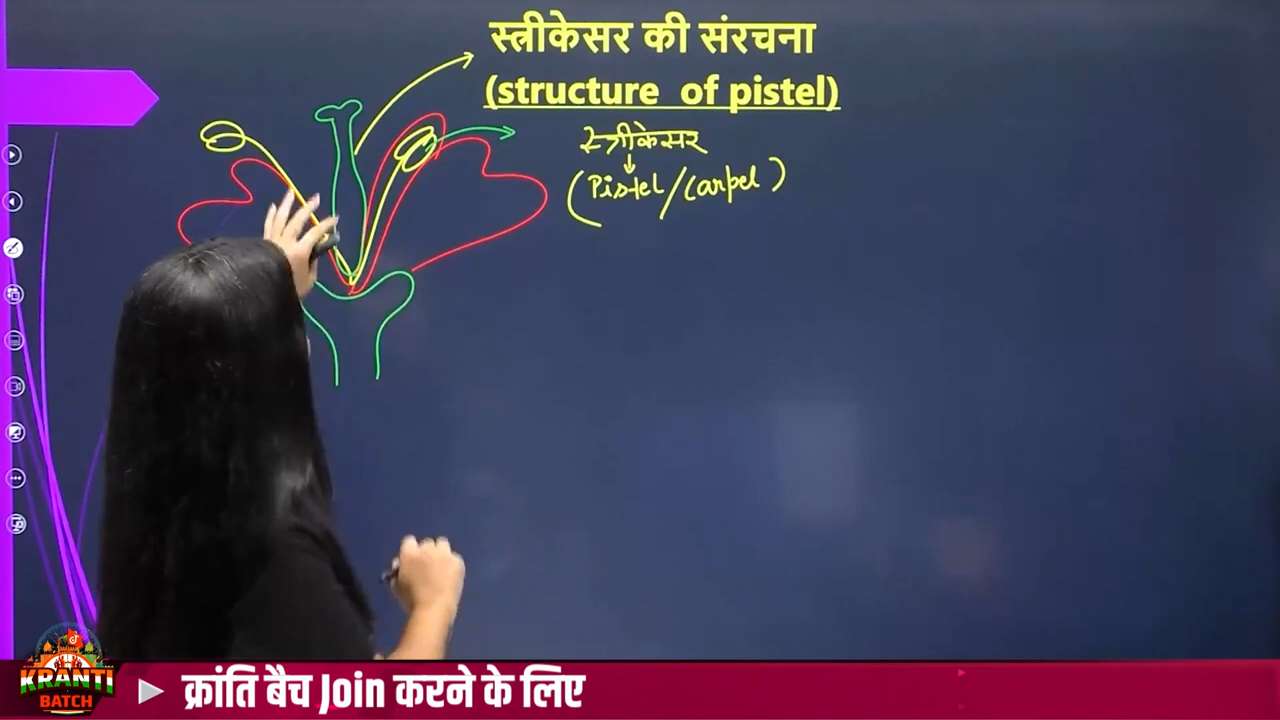 स्त्रीकेसर की संरचना
(structure of pistel)
स्त्रीकेसर
(Pistel/Carpel)
KRANTI
BATCH
क्रांति बैच Join करने के लिए